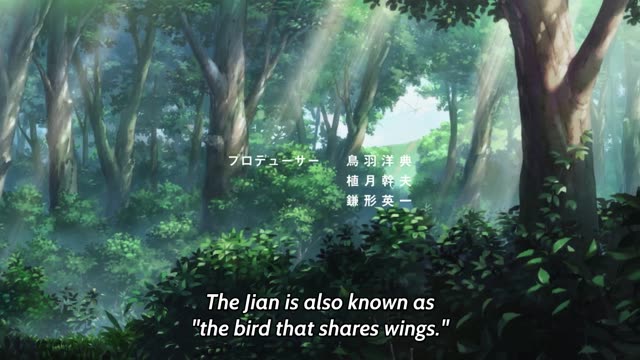 プロデューサー 鳥羽洋典
植月幹夫
鎌形英一
The Jian is also known as
"the bird that shares wings."